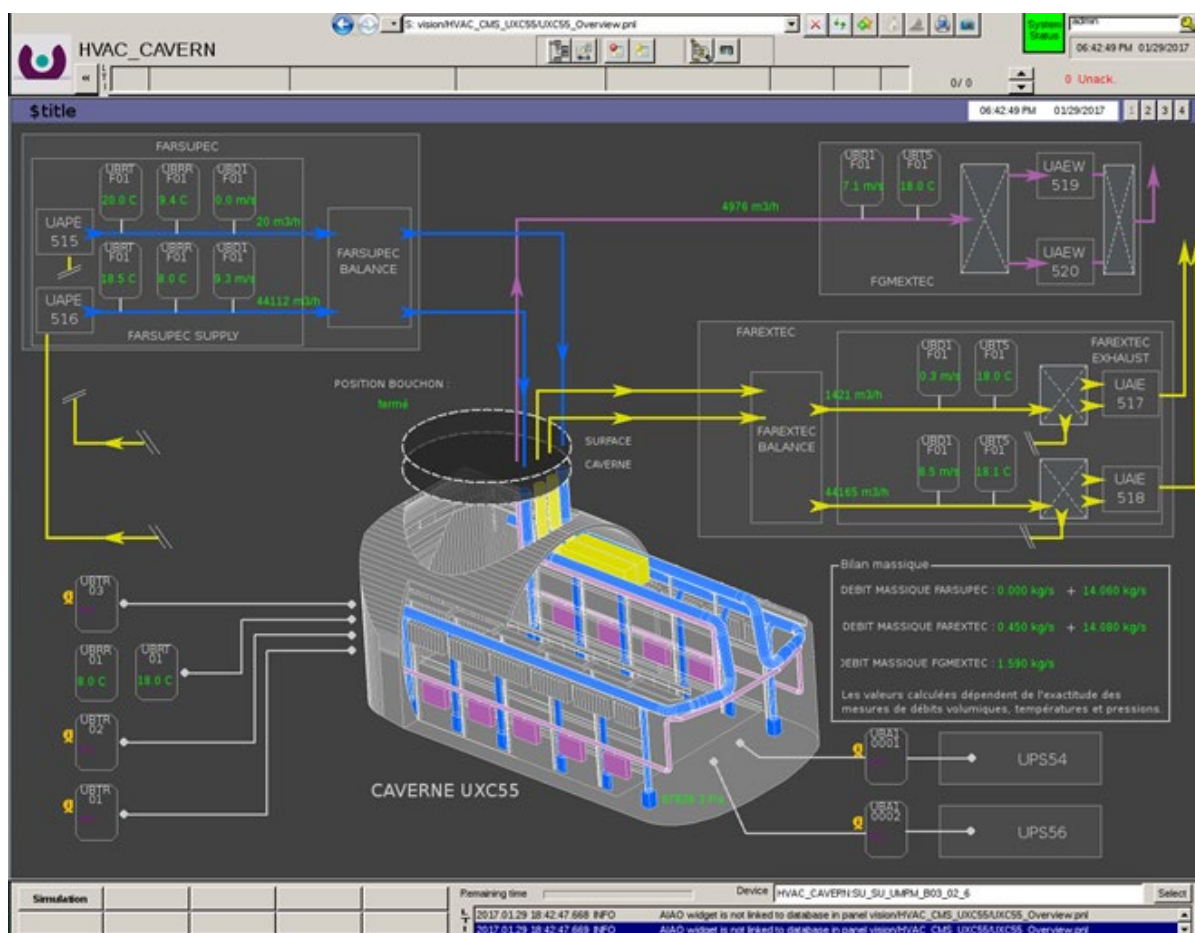 S: vision/HVAC_CMS_UXC55/UXC55_Overview.pnl
System Status
admin
HVAC_CAVERN
06:42:49 PM 01/29/2017
0/ 0
0 Unack.
$title
06:42:49 PM 01/29/2017
1 2 3 4
FARSUPEC
UBRT F01
UBRR F01
UBD1 F01
20.0 C
9.4 C
0.0 m/s
UAPE 515
20 m3/h
UBRT F01
UBRR F01
UBD1 F01
18.5 C
8.0 C
9.3 m/s
UAPE 516
44112 m3/h
FARSUPEC BALANCE
FARSUPEC SUPPLY
UBD1 F01
UBTS F01
7.1 m/s
18.0 C
4976 m3/h
UAEW 519
UAEW 520
FGMEXTEC
POSITION BOUCHON :
fermé
SURFACE
CAVERNE
FAREXTEC
FAREXTEC EXHAUST
UBD1 F01
UBTS F01
0.3 m/s
18.0 C
1421 m3/h
UAIE 517
FAREXTEC BALANCE
UBD1 F01
UBTS F01
8.5 m/s
18.1 C
44165 m3/h
UAIE 518
UBTR 03
UBRR 01
UBRT 01
8.0 C
18.0 C
UBTR 02
UBTR 01
CAVERNE UXC55
Bilan massique
DEBIT MASSIQUE FARSUPEC : 0.000 kg/s + 14.060 kg/s
DEBIT MASSIQUE FAREXTEC : 0.450 kg/s + 14.080 kg/s
DEBIT MASSIQUE FGMEXTEC : 1.590 kg/s
Les valeurs calculées dépendent de l'exactitude des
mesures de débits volumiques, températures et pressions.
UBA1 0001
UPS54
UBA1 0002
UPS56
Simulation
Remaining time
Device
HVAC_CAVERN:SU_SU_UMPM_B03_02_6
Select
2017.01.29 18:42:47.668 INFO AIAO widget is not linked to database in panel vision/HVAC_CMS_UXC55/UXC55_Overview.pnl
2017.01.29 18:42:47.669 INFO AIAO widget is not linked to database in panel vision/HVAC_CMS_UXC55/UXC55_Overview.pnl